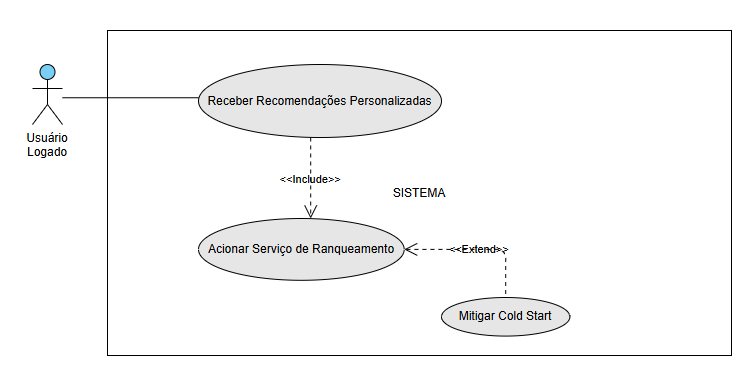 Receber Recomendações Personalizadas
Usuário
Logado
<<Include>>
SISTEMA
Acionar Serviço de Ranqueamento
<<Extend>>
Mitigar Cold Start